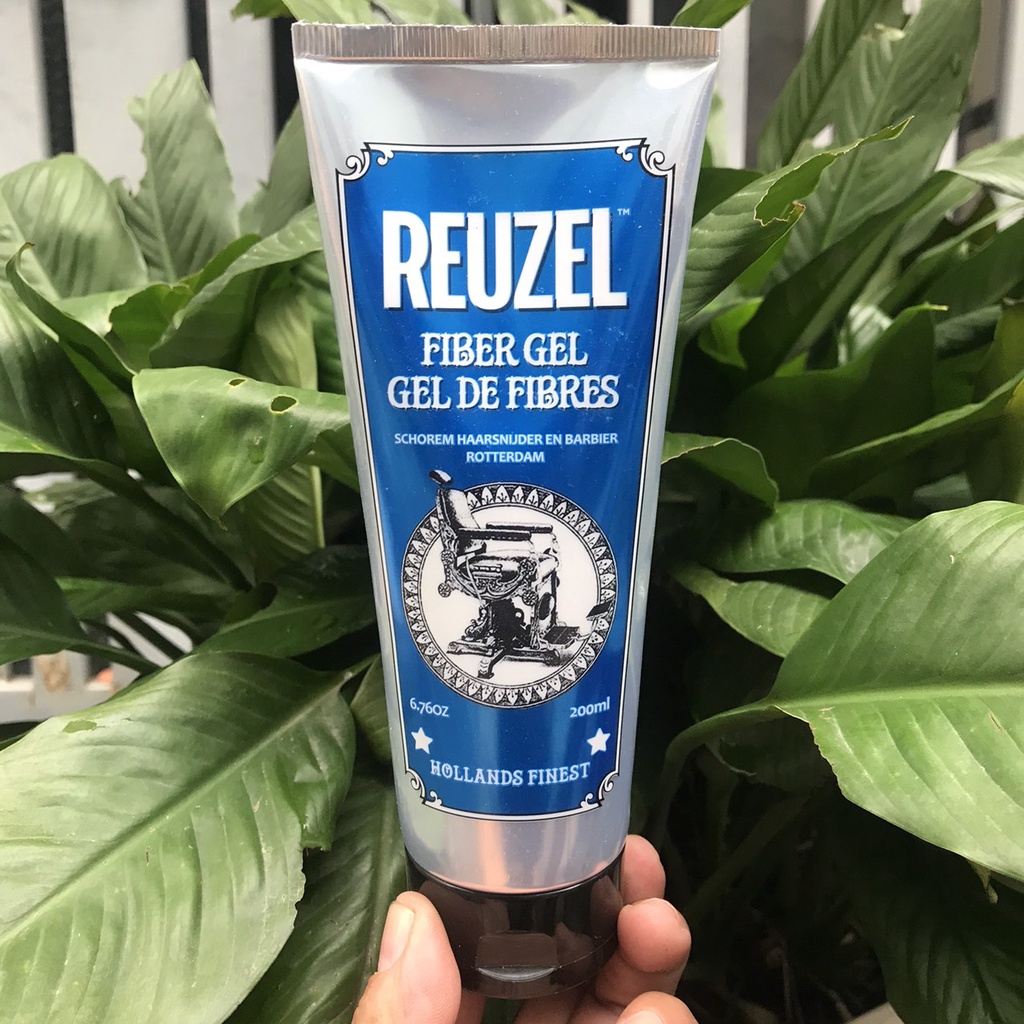 REUZEL™
FIBER GEL
GEL DE FIBRES
SCHOREM HAARSNIJDER EN BARBIER
ROTTERDAM
6.76OZ 200ml
HOLLANDS FINEST